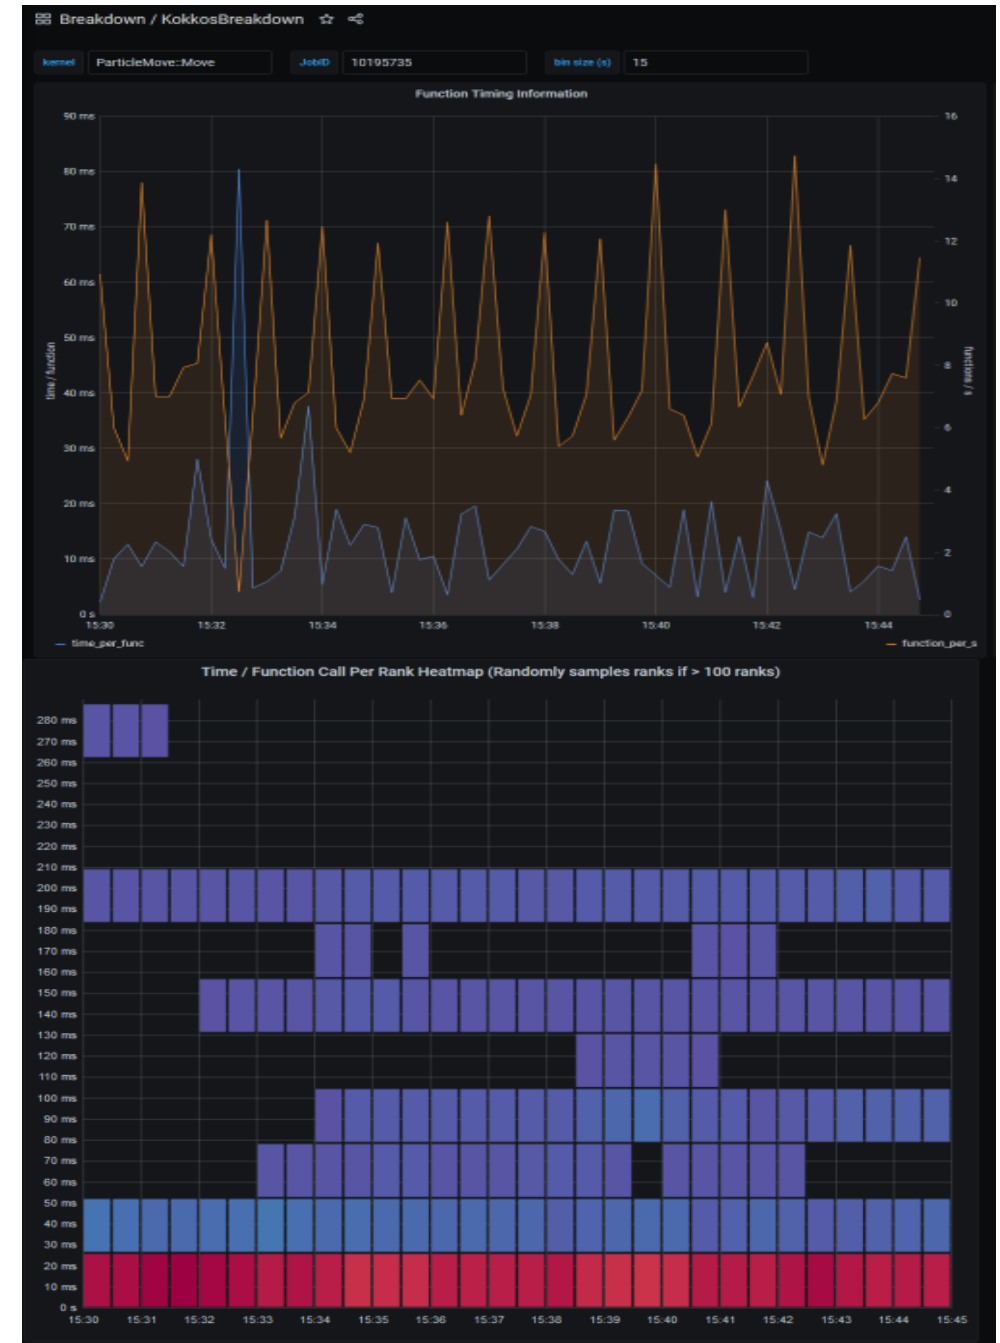 Breakdown / KokkosBreakdown
kernel ParticleMove::Move JobID 10195735 bin size (s) 15
Function Timing Information
90 ms 16
80 ms 14
70 ms 12
60 ms 10
50 ms 8
40 ms 6
30 ms 4
20 ms 2
10 ms 0
0 s
time / function
functions / s
15:30 15:32 15:34 15:36 15:38 15:40 15:42 15:44
time_per_func function_per_s
Time / Function Call Per Rank Heatmap (Randomly samples ranks if > 100 ranks)
280 ms
270 ms
260 ms
250 ms
240 ms
230 ms
220 ms
210 ms
200 ms
190 ms
180 ms
170 ms
160 ms
150 ms
140 ms
130 ms
120 ms
110 ms
100 ms
90 ms
80 ms
70 ms
60 ms
50 ms
40 ms
30 ms
20 ms
10 ms
0 s
15:30 15:31 15:32 15:33 15:34 15:35 15:36 15:37 15:38 15:39 15:40 15:41 15:42 15:43 15:44 15:45